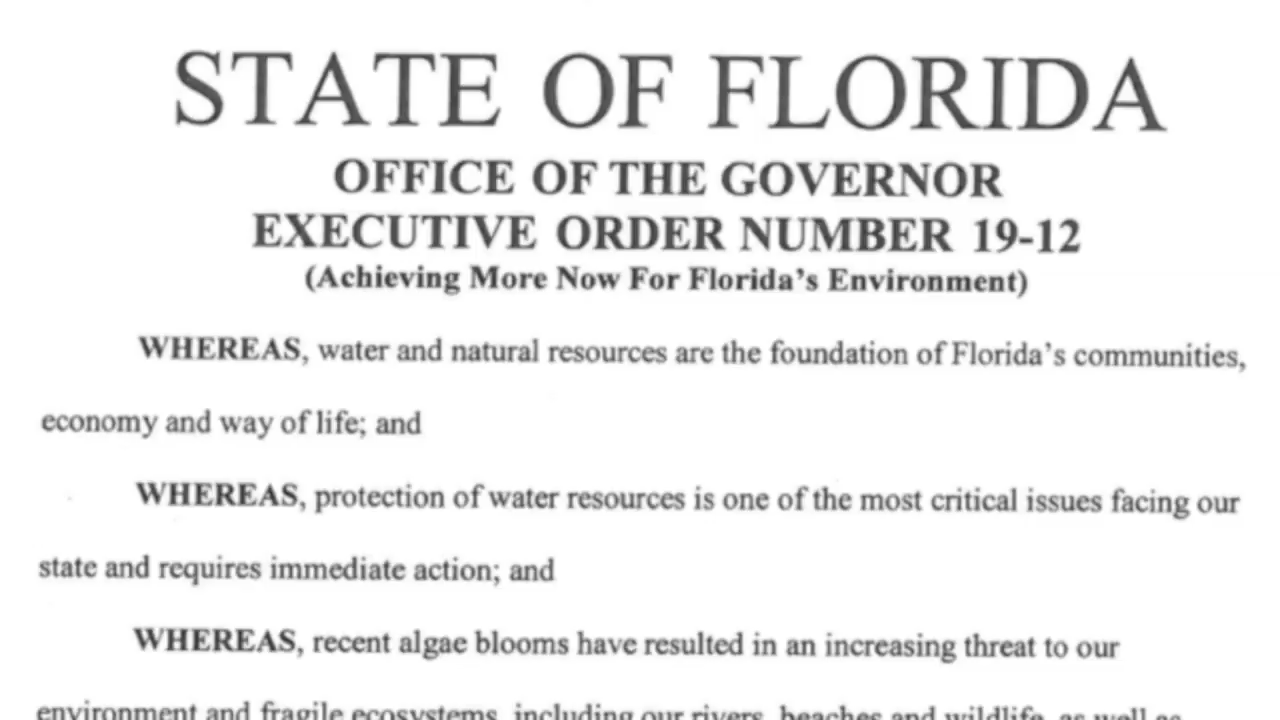 STATE OF FLORIDA
OFFICE OF THE GOVERNOR
EXECUTIVE ORDER NUMBER 19-12
(Achieving More Now For Florida's Environment)
WHEREAS, water and natural resources are the foundation of Florida's communities,
economy and way of life; and
WHEREAS, protection of water resources is one of the most critical issues facing our
state and requires immediate action; and
WHEREAS, recent algae blooms have resulted in an increasing threat to our
environment and fragile ecosystems, including our rivers, beaches and wildlife, as well as